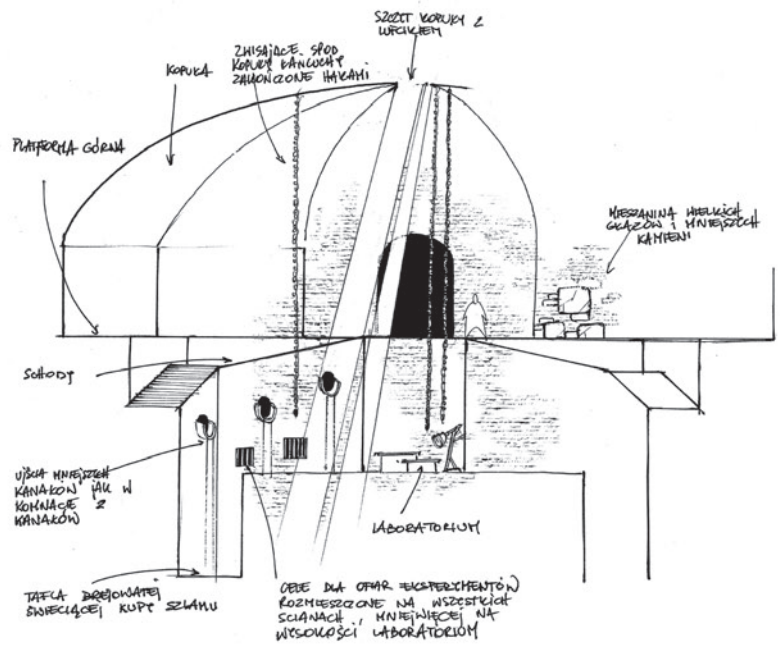 SZCZYT KOPUŁY Z
LUFCIKIEM
ZWISAJĄCE SPOD
KOPUŁY ŁAŃCUCHY
ZAKOŃCZONE HAKAMI
KOPUŁA
PLATFORMA GÓRNA
MIESZANINA WIELKICH
GŁAZÓW I MNIEJSZYCH
KAMIENI
SCHODY
UJŚCIA MNIEJSZYCH
KANAŁÓW JAK W
KOMNACIE Z
KANAŁÓW
LABORATORIUM
TAFLA BREJOWATEJ
ŚWIECĄCEJ KUPY SZLAMU
CELE DLA OFIAR EKSPERYMENTÓW
ROZMIESZCZONE NA WSZYSTKICH
ŚCIANACH, MNIEJWIĘCEJ NA
WYSOKOŚCI LABORATORIUM